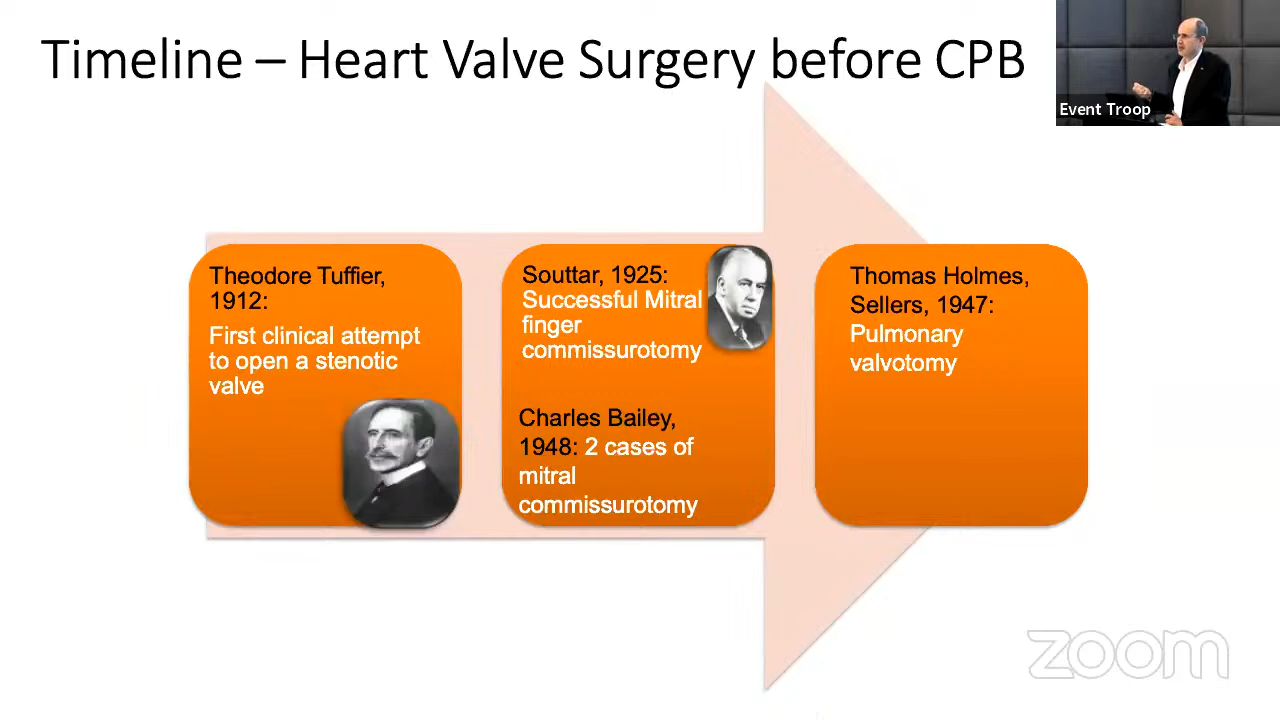 Timeline – Heart Valve Surgery before CPB
Event Troop
Theodore Tuffier,
1912:
First clinical attempt
to open a stenotic
valve
Souttar, 1925:
Successful Mitral
finger
commissurotomy
Charles Bailey,
1948: 2 cases of
mitral
commissurotomy
Thomas Holmes,
Sellers, 1947:
Pulmonary
valvotomy
zoom